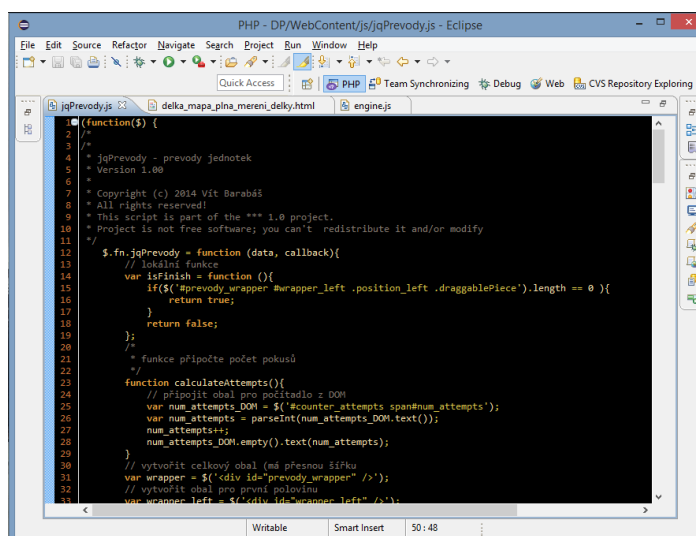 PHP - DP/WebContent/js/jqPrevody.js - Eclipse
File Edit Source Refactor Navigate Search Project Run Window Help
Quick Access PHP Team Synchronizing Debug Web CVS Repository Exploring
jqPrevody.js delka_mapa_plna_mereni_delky.html engine.js
1 (function($) {
2 /*
3 /*
4 * jqPrevody - prevody jednotek
5 * Version 1.00
6 *
7 * Copyright (c) 2014 Vít Barabáš
8 * All rights reserved!
9 * This script is part of the *** 1.0 project.
10 * Project is not free software; you can't redistribute it and/or modify
11 */
12 $.fn.jqPrevody = function (data, callback){
13 // lokální funkce
14 var isFinish = function (){
15 if($('#prevody_wrapper #wrapper_left .position_left .draggablePiece').length == 0 ){
16 return true;
17 }
18 return false;
19 };
20 /*
21 * funkce připočte počet pokusů
22 */
23 function calculateAttempts(){
24 // připojit obal pro počítadlo z DOM
25 var num_attempts_DOM = $('#counter_attempts span#num_attempts');
26 var num_attempts = parseInt(num_attempts_DOM.text());
27 num_attempts++;
28 num_attempts_DOM.empty().text(num_attempts);
29 }
30 // vytvořit celkový obal (má přesnou šířku
31 var wrapper = $('<div id="prevody_wrapper" />');
32 // vytvořit obal pro první polovinu
33 var wrapper_left = $('<div id="wrapper_left" />');
Writable Smart Insert 50 : 48